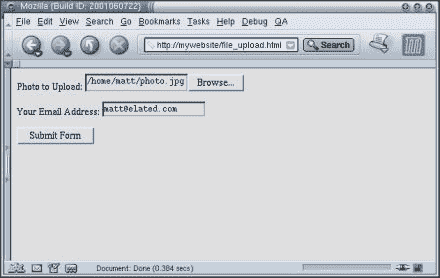 Mozilla {Build ID: 2001060722}
File Edit View Search Go Bookmarks Tasks Help Debug QA
http://mywebsite/file_upload.html Search
Photo to Upload: /home/matt/photo.jpg Browse...
Your Email Address: matt@elated.com
Submit Form
Document: Done (0.384 secs)